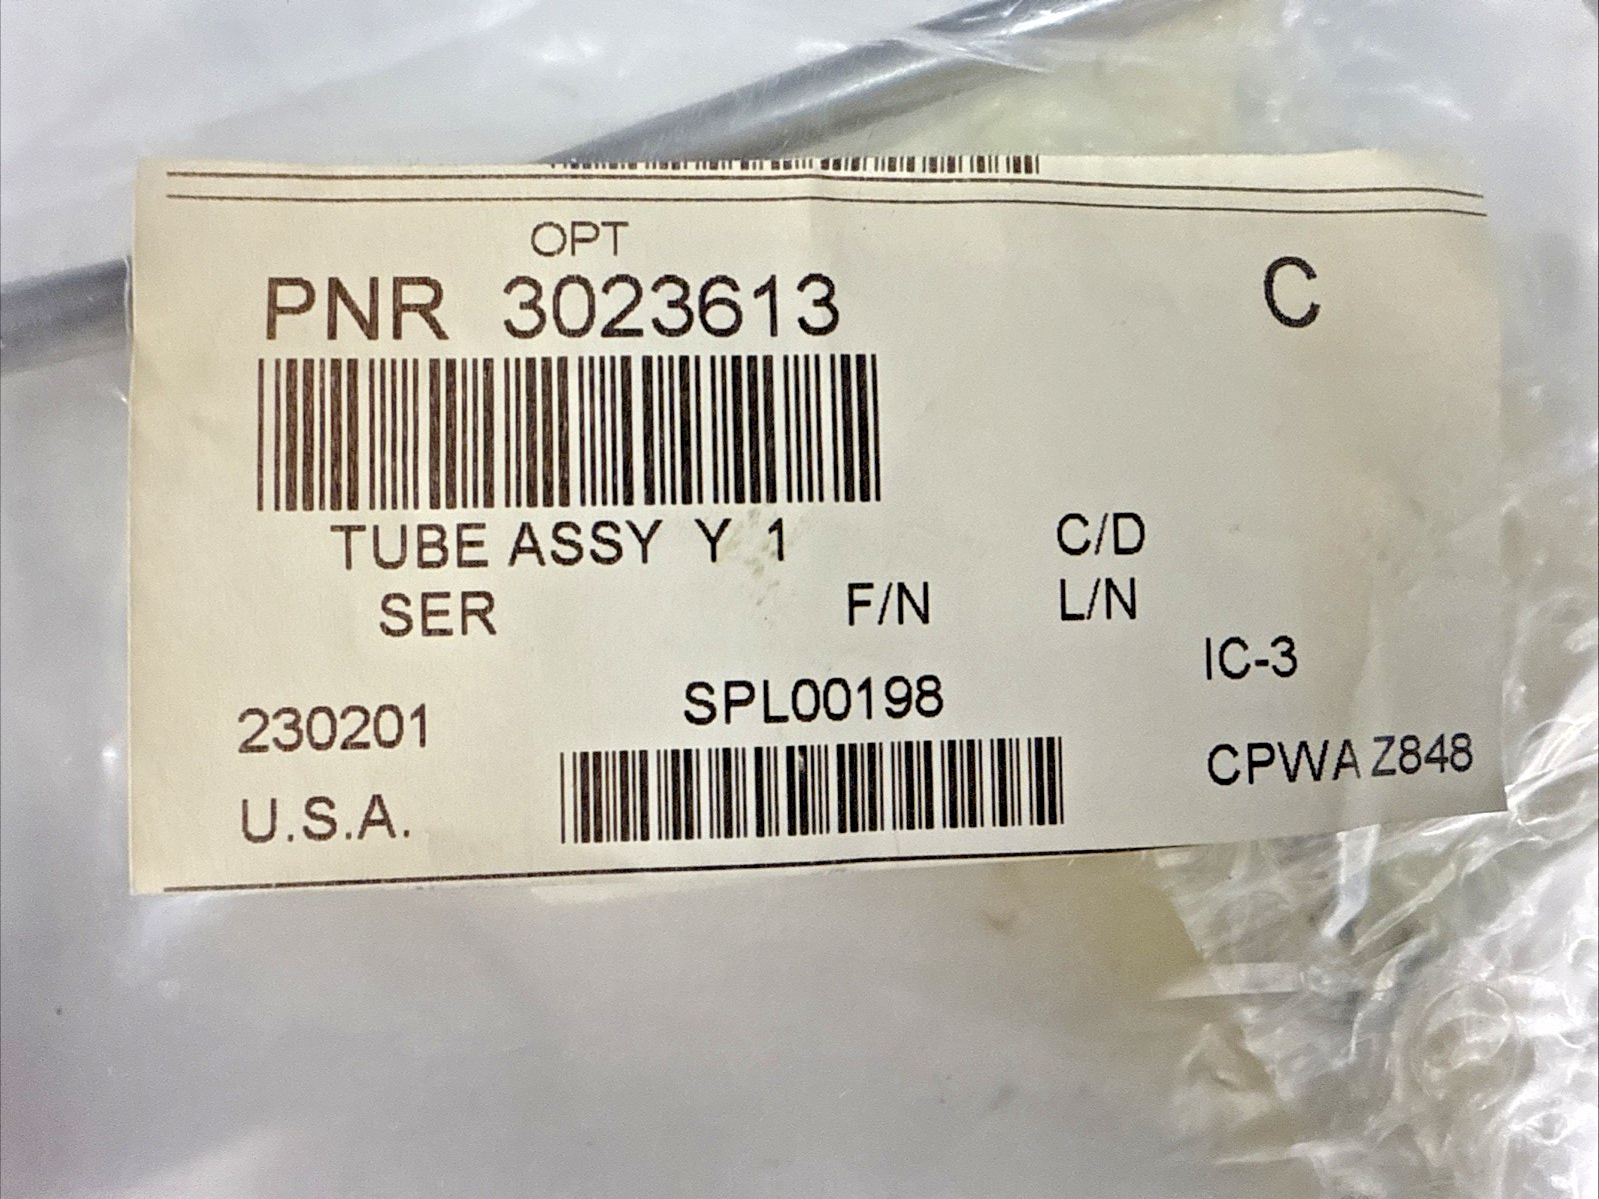 OPT
PNR 3023613 C
TUBE ASSY Y 1 C/D
SER F/N L/N
IC-3
230201 SPL00198
U.S.A. CPWA Z848